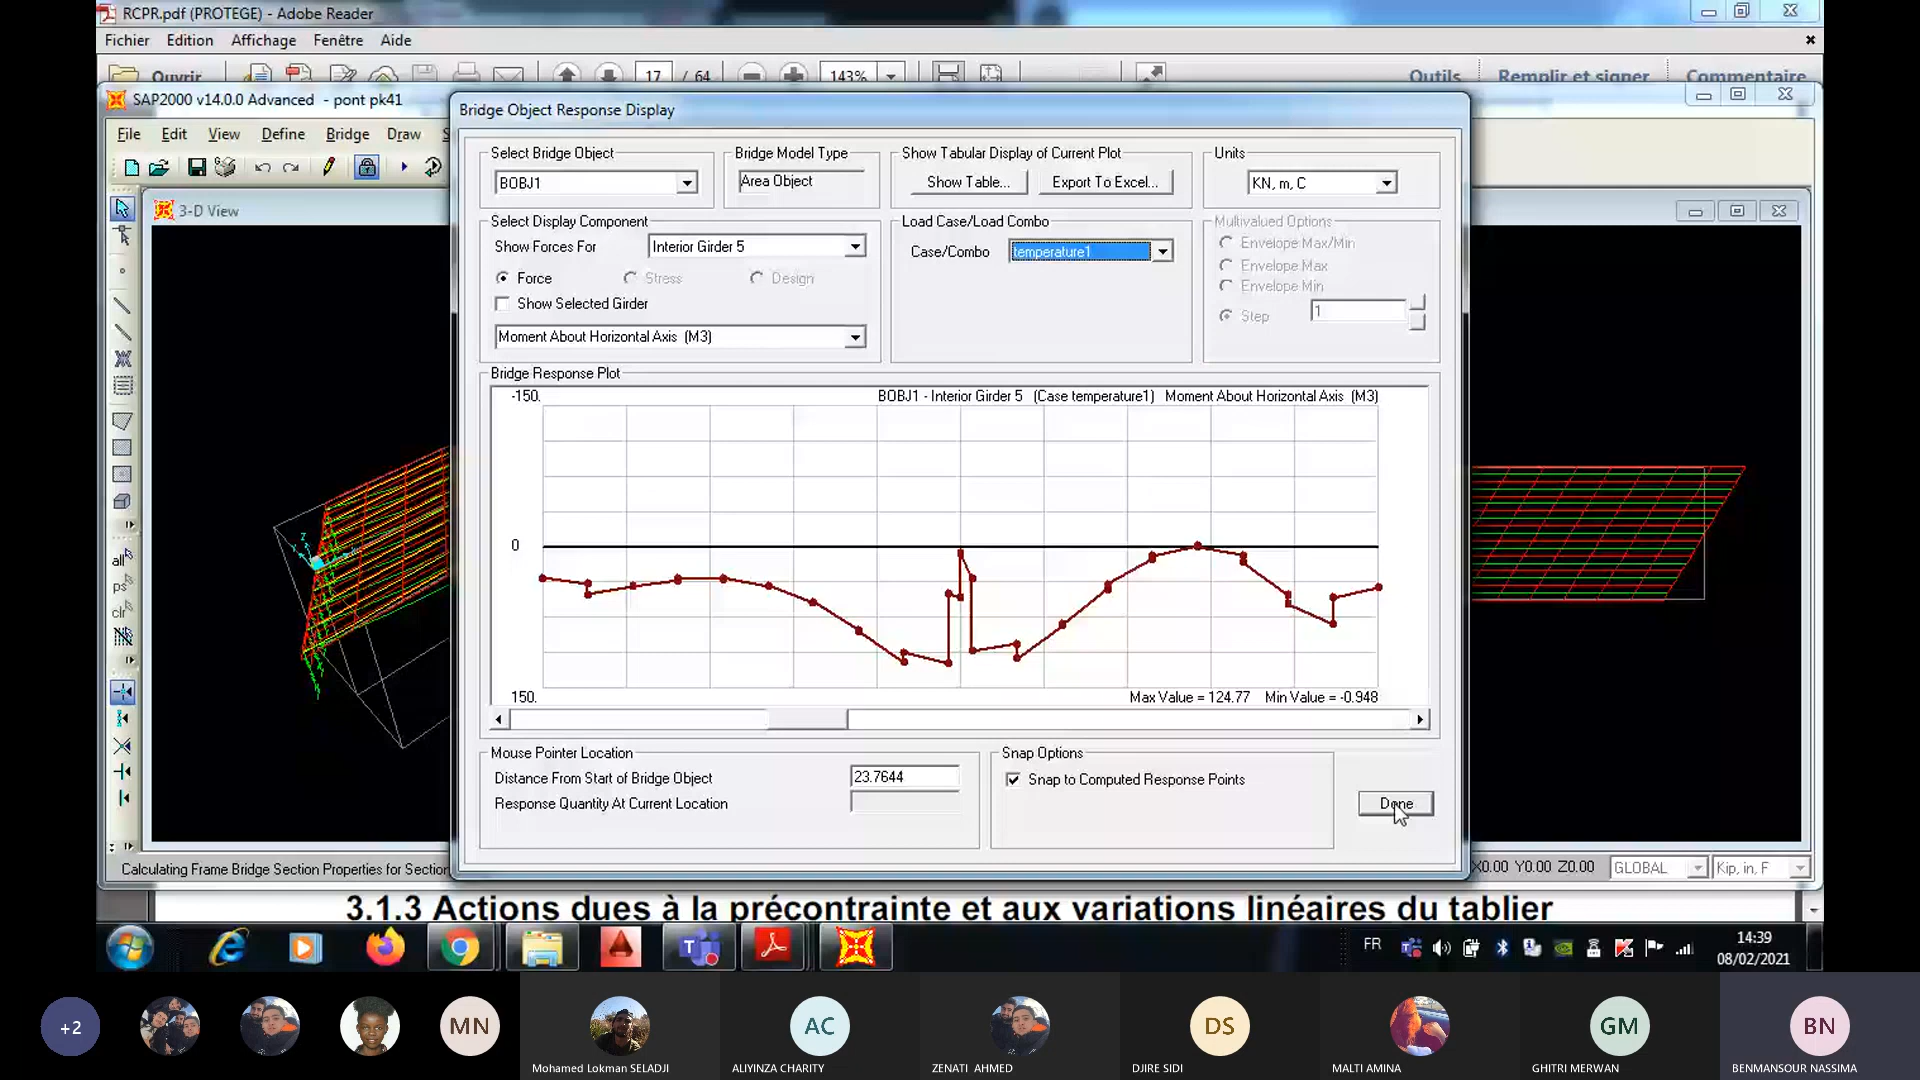 RCPR.pdf (PROTEGE) - Adobe Reader
Fichier Edition Affichage Fenêtre Aide
Ouvrir 17 / 64 143% Outils Remplir et signer Commentaire
SAP2000 v14.0.0 Advanced - pont pk41
File Edit View Define Bridge Draw
3-D View
Bridge Object Response Display
Select Bridge Object
BOBJ1
Bridge Model Type
Area Object
Show Tabular Display of Current Plot
Show Table... Export To Excel...
Units
KN, m, C
Select Display Component
Show Forces For Interior Girder 5
Force Stress Design
Show Selected Girder
Moment About Horizontal Axis (M3)
Load Case/Load Combo
Case/Combo temperature1
Multivalued Options
Envelope Max/Min
Envelope Max
Envelope Min
Step 1
Bridge Response Plot
-150. BOBJ1 - Interior Girder 5 (Case temperature1) Moment About Horizontal Axis (M3)
0
150. Max Value = 124.77 Min Value = -0.948
Mouse Pointer Location
Distance From Start of Bridge Object 23.7644
Response Quantity At Current Location
Snap Options
Snap to Computed Response Points
Done
all
ps
clr
Z
Calculating Frame Bridge Section Properties for Section
X0.00 Y0.00 Z0.00 GLOBAL Kip, in, F
3.1.3 Actions dues à la précontrainte et aux variations linéaires du tablier
FR 14:39
08/02/2021
+2 MN AC DS GM BN
Mohamed Lokman SELADJI ALIYINZA CHARITY ZENATI AHMED DJIRE SIDI MALTI AMINA GHITRI MERWAN BENMANSOUR NASSIMA